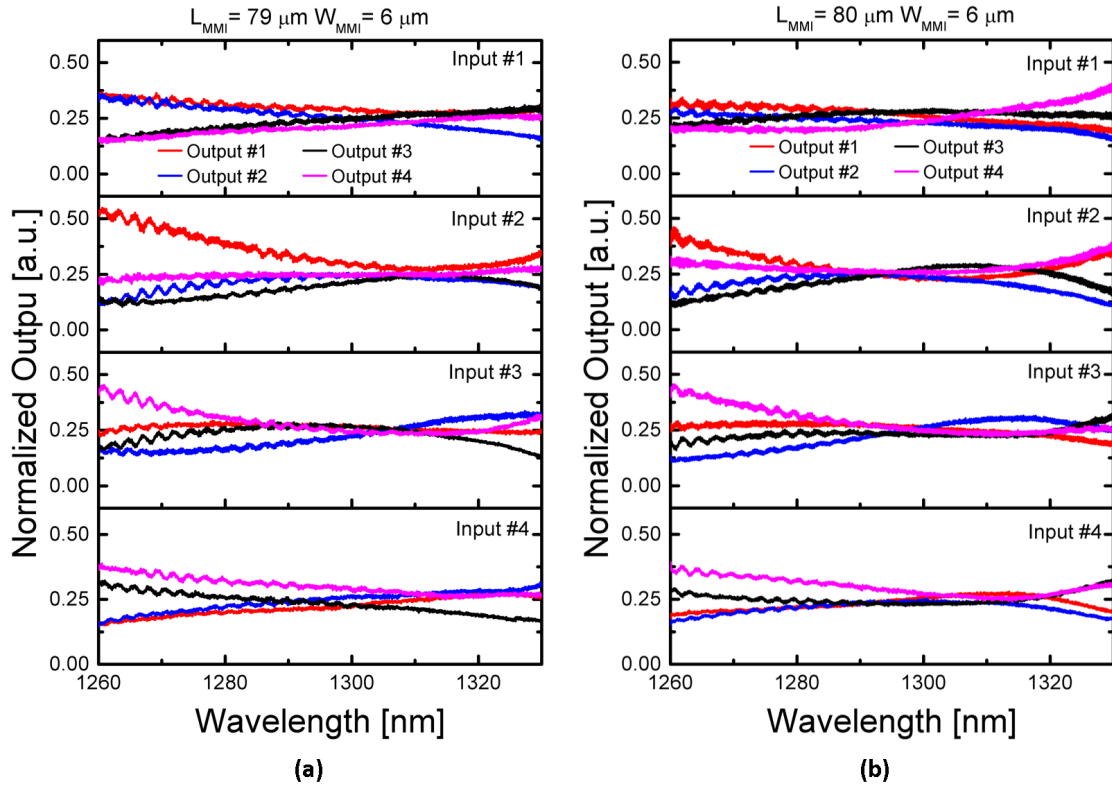 L_MMI= 79 μm W_MMI= 6 μm
Input #1
0.50
0.25
0.00
Output #1
Output #3
Output #2
Output #4
Input #2
0.50
0.25
0.00
Input #3
0.50
0.25
0.00
Input #4
0.50
0.25
0.00
1260
1280
1300
1320
Normalized Outpu [a.u.]
Wavelength [nm]
(a)
L_MMI= 80 μm W_MMI= 6 μm
Input #1
0.50
0.25
0.00
Output #1
Output #3
Output #2
Output #4
Input #2
0.50
0.25
0.00
Input #3
0.50
0.25
0.00
Input #4
0.50
0.25
0.00
1260
1280
1300
1320
Normalized Output [a.u.]
Wavelength [nm]
(b)